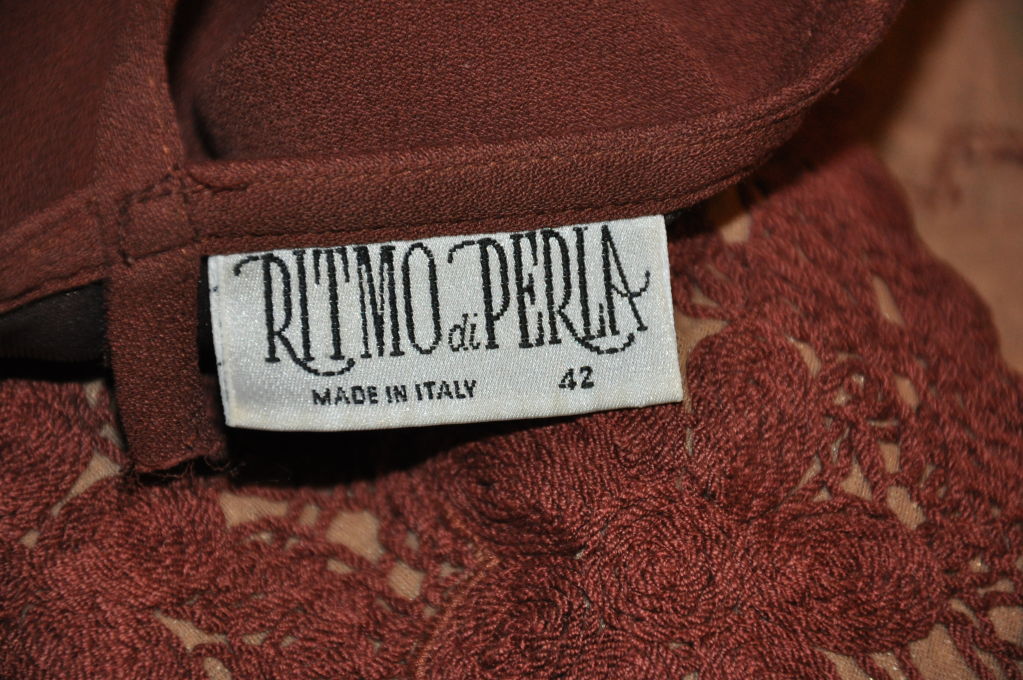 RITMO di PERLA
MADE IN ITALY 42